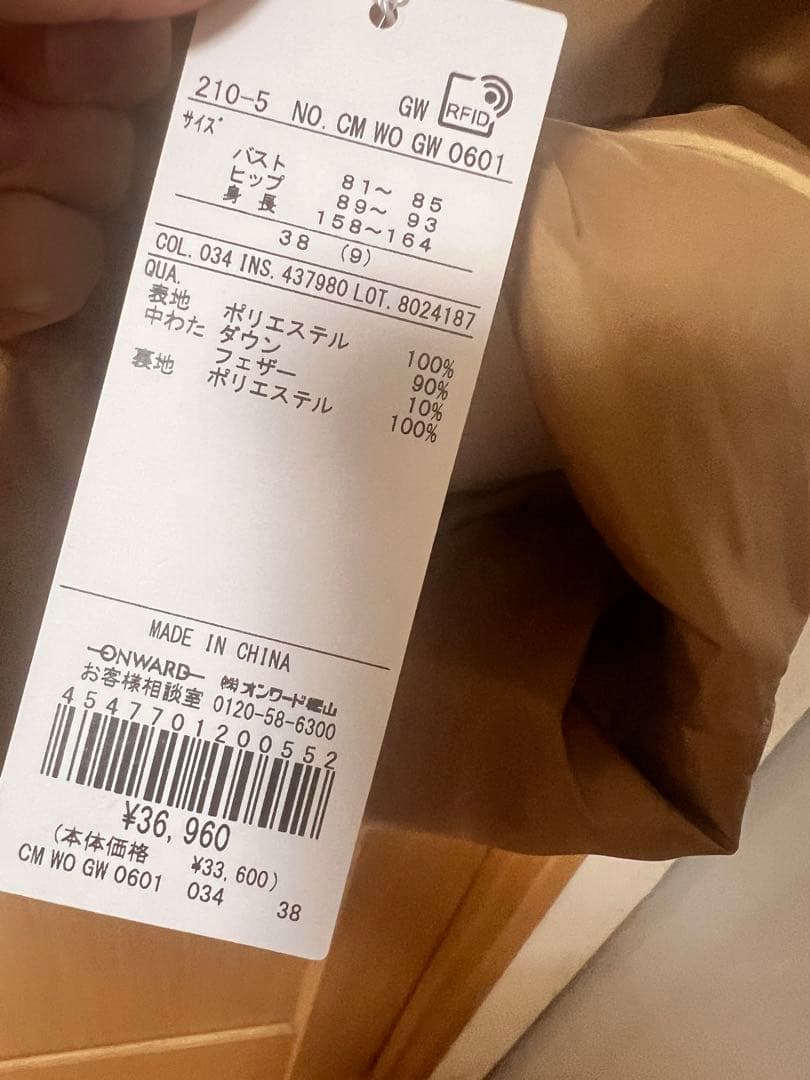 GW RFID
210-5 NO. CM WO GW 0601
サイズ
バスト 81～ 85
ヒップ 89～ 93
身長 158～164
38 (9)
COL. 034 INS. 437980 LOT. 8024187
QUA.
表地 ポリエステル 100%
中わた ダウン 90%
フェザー 10%
裏地 ポリエステル 100%
MADE IN CHINA
ONWARD ㈱オンワード樫山
お客様相談室 0120-58-6300
4547701200552
¥36,960
(本体価格 ¥33,600)
CM WO GW 0601 034 38